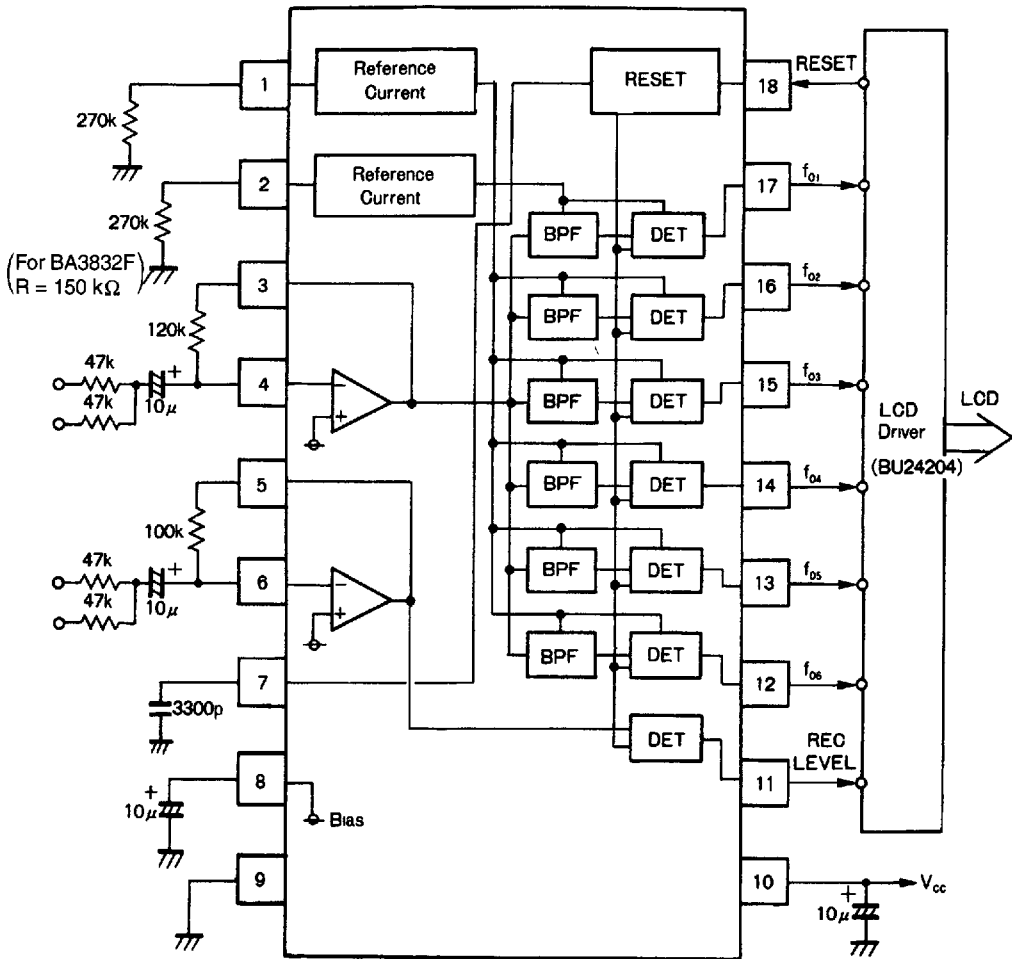 1
Reference
Current
RESET
18
RESET
270k
2
Reference
Current
17
f01
270k
BPF
DET
(For BA3832F)
R = 150 kΩ
3
16
f02
BPF
DET
120k
47k
+
4
−
15
f03
BPF
DET
47k
10μ
+
LCD
Driver
(BU24204)
LCD
5
14
f04
BPF
DET
100k
47k
+
6
−
13
f05
BPF
DET
47k
10μ
+
7
12
f06
BPF
DET
3300p
DET
REC
LEVEL
11
8
+
10μ
Bias
9
10
Vcc
+
10μ